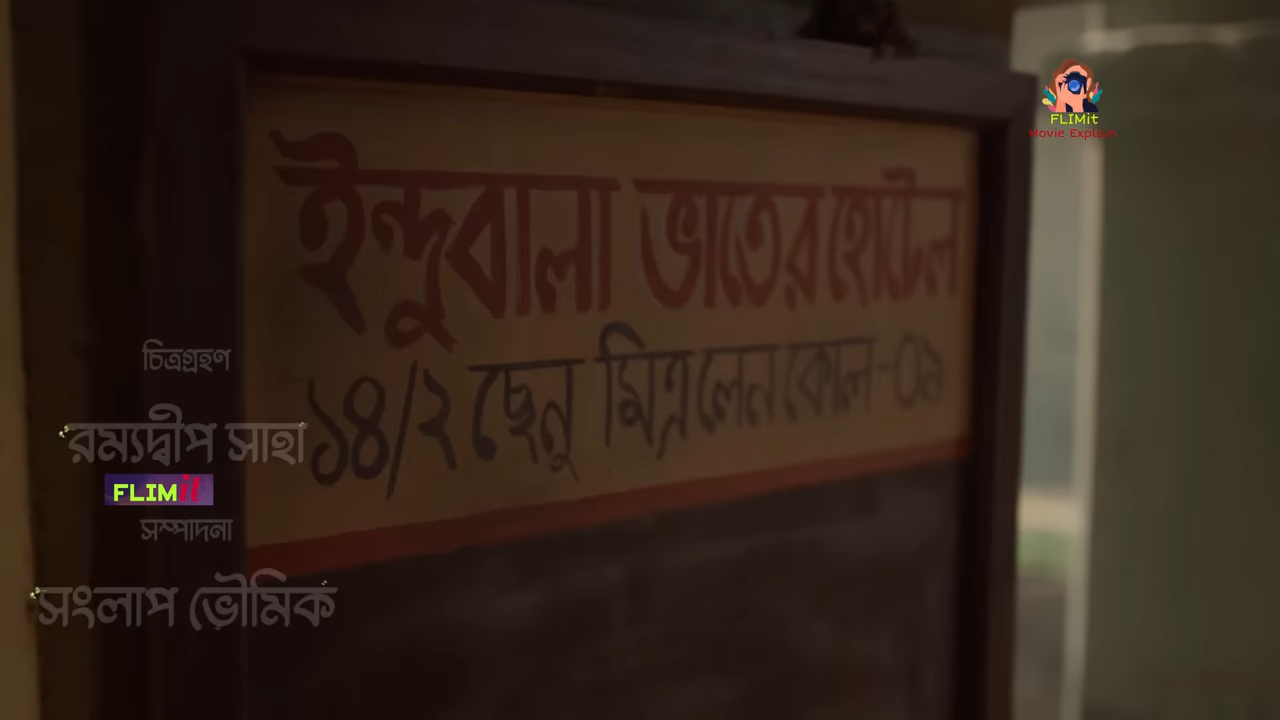 ইন্দুবালা ভাতের হোটেল
১৪/২ ছেনু মিত্র লেন কোল-০৯
চিত্রগ্রহণ
রম্যদ্বীপ সাহা
FLIMit
সম্পাদনা
সংলাপ ভৌমিক
FLIMit
Movie Explain